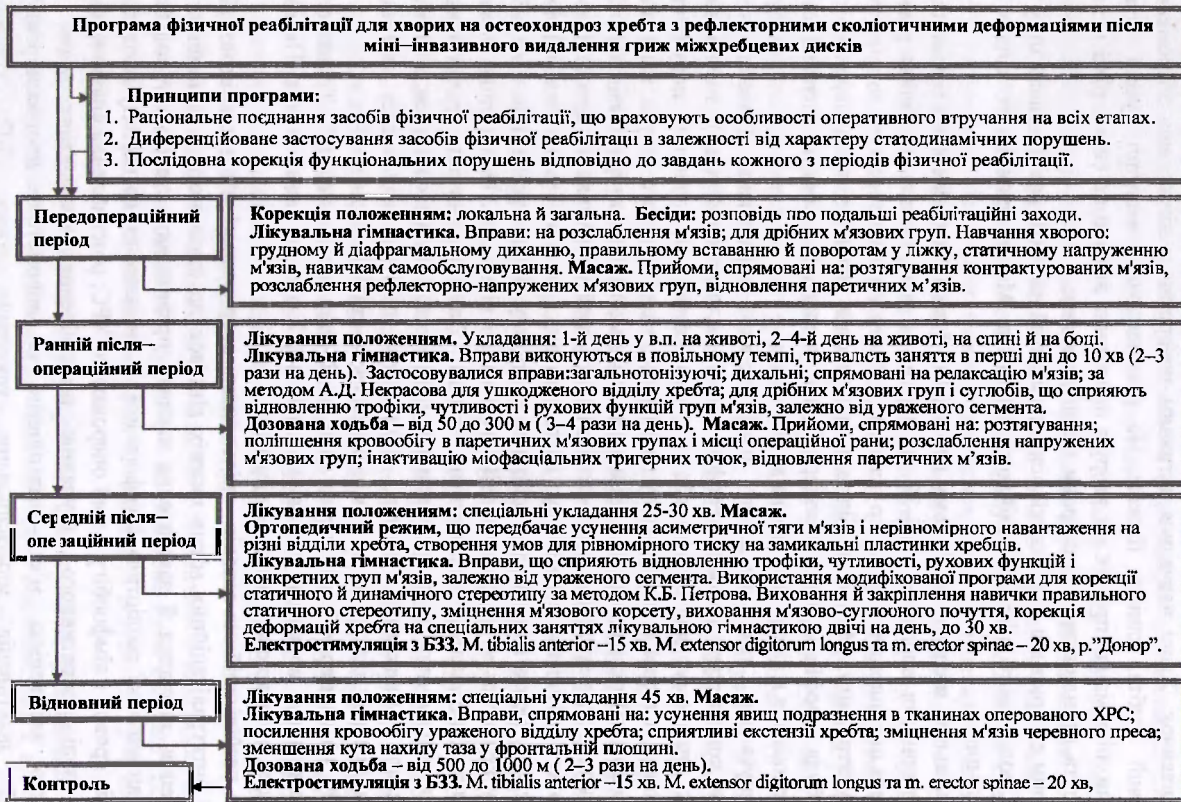 Програма фізичної реабілітації для хворих на остеохондроз хребта з рефлекторними сколіотичними деформаціями після
міні–інвазивного видалення гриж міжхребцевих дисків
Принципи програми:
1. Раціональне поєднання засобів фізичної реабілітації, що враховують особливості оперативного втручання на всіх етапах.
2. Диференційоване застосування засобів фізичної реабілітації в залежності від характеру статодинамічних порушень.
3. Послідовна корекція функціональних порушень відповідно до завдань кожного з періодів фізичної реабілітації.
Передопераційний
період
Корекція положенням: локальна й загальна. Бесіди: розповідь про подальші реабілітаційні заходи.
Лікувальна гімнастика. Вправи: на розслаблення м'язів; для дрібних м'язових груп. Навчання хворого:
грудному й діафрагмальному диханню, правильному вставанню й поворотам у ліжку, статичному напруженню
м'язів, навичкам самообслуговування. Масаж. Прийоми, спрямовані на: розтягування контрактурованих м'язів,
розслаблення рефлекторно-напружених м'язових груп, відновлення паретичних м’язів.
Ранній після–
операційний період
Лікування положенням. Укладання: 1-й день у в.п. на животі, 2–4-й день на животі, на спині й на боці.
Лікувальна гімнастика. Вправи виконуються в повільному темпі, тривалість заняття в перші дні до 10 хв (2–3
рази на день). Застосовувалися вправи:загальнотонізуючі; дихальні; спрямовані на релаксацію м'язів; за
методом А.Д. Некрасова для ушкодженого відділу хребта; для дрібних м'язових груп і суглобів, що сприяють
відновленню трофіки, чутливості і рухових функцій груп м'язів, залежно від ураженого сегмента.
Дозована ходьба – від 50 до 300 м ( 3–4 рази на день). Масаж. Прийоми, спрямовані на: розтягування;
поліпшення кровообігу в паретичних м'язових групах і місці операційної рани; розслаблення напружених
м'язових груп; інактивацію міофасціальних тригерних точок, відновлення паретичних м’язів.
Середній після–
операційний період
Лікування положенням: спеціальні укладання 25-30 хв. Масаж.
Ортопедичний режим, що передбачає усунення асиметричної тяги м'язів і нерівномірного навантаження на
різні відділи хребта, створення умов для рівномірного тиску на замикальні пластинки хребців.
Лікувальна гімнастика. Вправи, що сприяють відновленню трофіки, чутливості, рухових функцій і
конкретних груп м'язів, залежно від ураженого сегмента. Використання модифікованої програми для корекції
статичного й динамічного стереотипу за методом К.Б. Петрова. Виховання й закріплення навички правильного
статичного стереотипу, зміцнення м'язового корсету, виховання м'язово-суглобного почуття, корекція
деформацій хребта на спеціальних заняттях лікувальною гімнастикою двічі на день, до 30 хв.
Електростимуляція з БЗЗ. M. tibialis anterior –15 хв. M. extensor digitorum longus та m. erector spinae – 20 хв, р.”Донор”.
Відновний період
Лікування положенням: спеціальні укладання 45 хв. Масаж.
Лікувальна гімнастика. Вправи, спрямовані на: усунення явищ подразнення в тканинах оперованого ХРС;
посилення кровообігу ураженого відділу хребта; сприятливі екстензії хребта; зміцнення м'язів черевного преса;
зменшення кута нахилу таза у фронтальній площині.
Дозована ходьба – від 500 до 1000 м ( 2–3 рази на день).
Електростимуляція з БЗЗ. M. tibialis anterior –15 хв. M. extensor digitorum longus та m. erector spinae – 20 хв,
Контроль